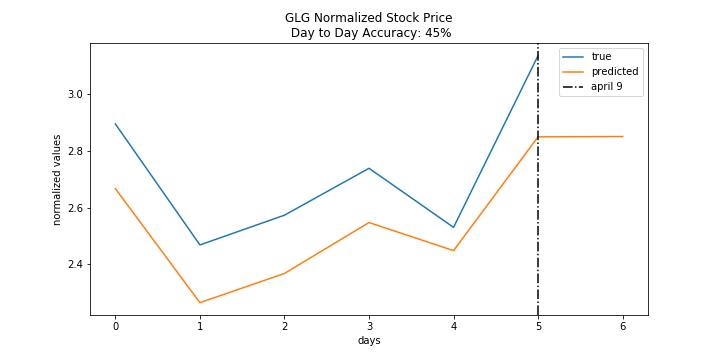 GLG Normalized Stock Price
Day to Day Accuracy: 45%
normalized values
3.0
2.8
2.6
2.4
true
predicted
april 9
0 1 2 3 4 5 6
days